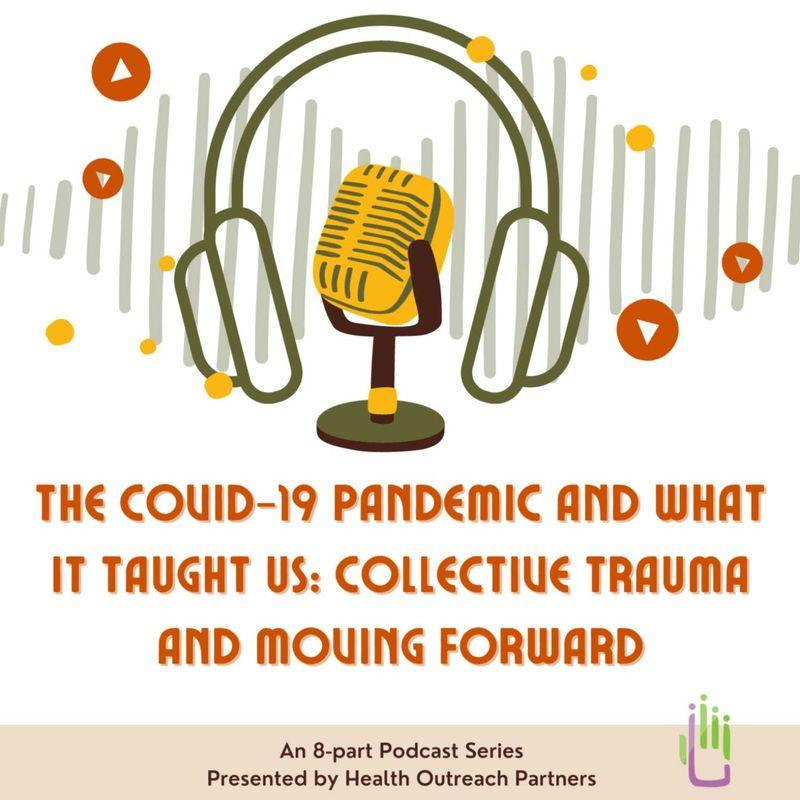 THE COVID-19 PANDEMIC AND WHAT
IT TAUGHT US: COLLECTIVE TRAUMA
AND MOVING FORWARD
An 8-part Podcast Series
Presented by Health Outreach Partners